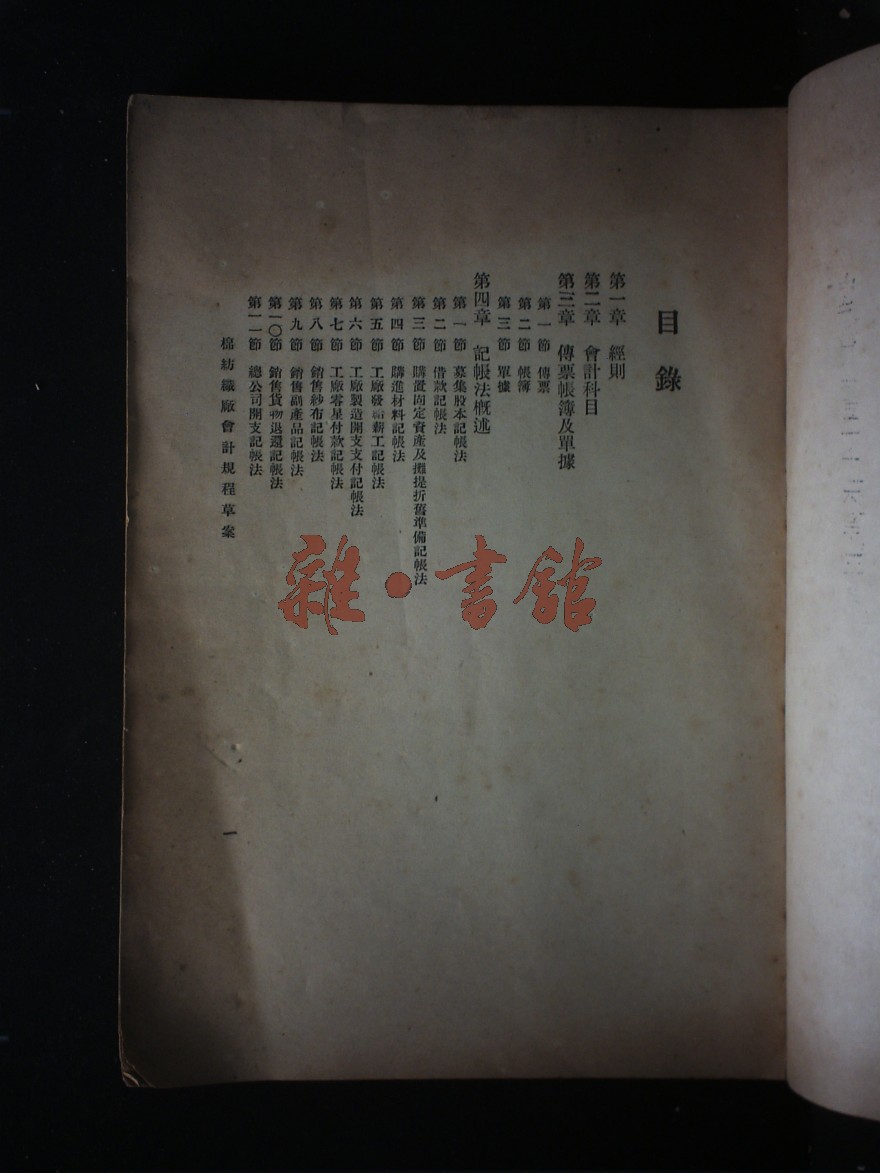 目錄
第一章 經則
第二章 會計科目
第三章 傳票帳簿及單據
第一節 傳票
第二節 帳簿
第三節 單據
第四章 記帳法概述
第一節 募集股本記帳法
第二節 借款記帳法
第三節 購置固定資產及攤提折舊準備記帳法
第四節 購進材料記帳法
第五節 工廠發給薪工記帳法
第六節 工廠製造開支支付記帳法
第七節 工廠零星付款記帳法
第八節 銷售紗布記帳法
第九節 銷售副產品記帳法
第一〇節 銷售貨物退還記帳法
第一一節 總公司開支記帳法
棉紡織廠會計規程草案
一
雜·書館